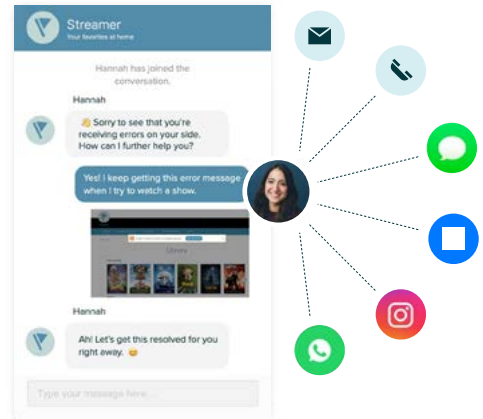 Streamer
Your favorites at home
Hannah has joined the
conversation.
Hannah
👋 Sorry to see that you're
receiving errors on your side.
How can I further help you?
Yes! I keep getting this error message
when I try to watch a show.
Hannah
Ah! Let's get this resolved for you
right away. 😊
Type your message here...